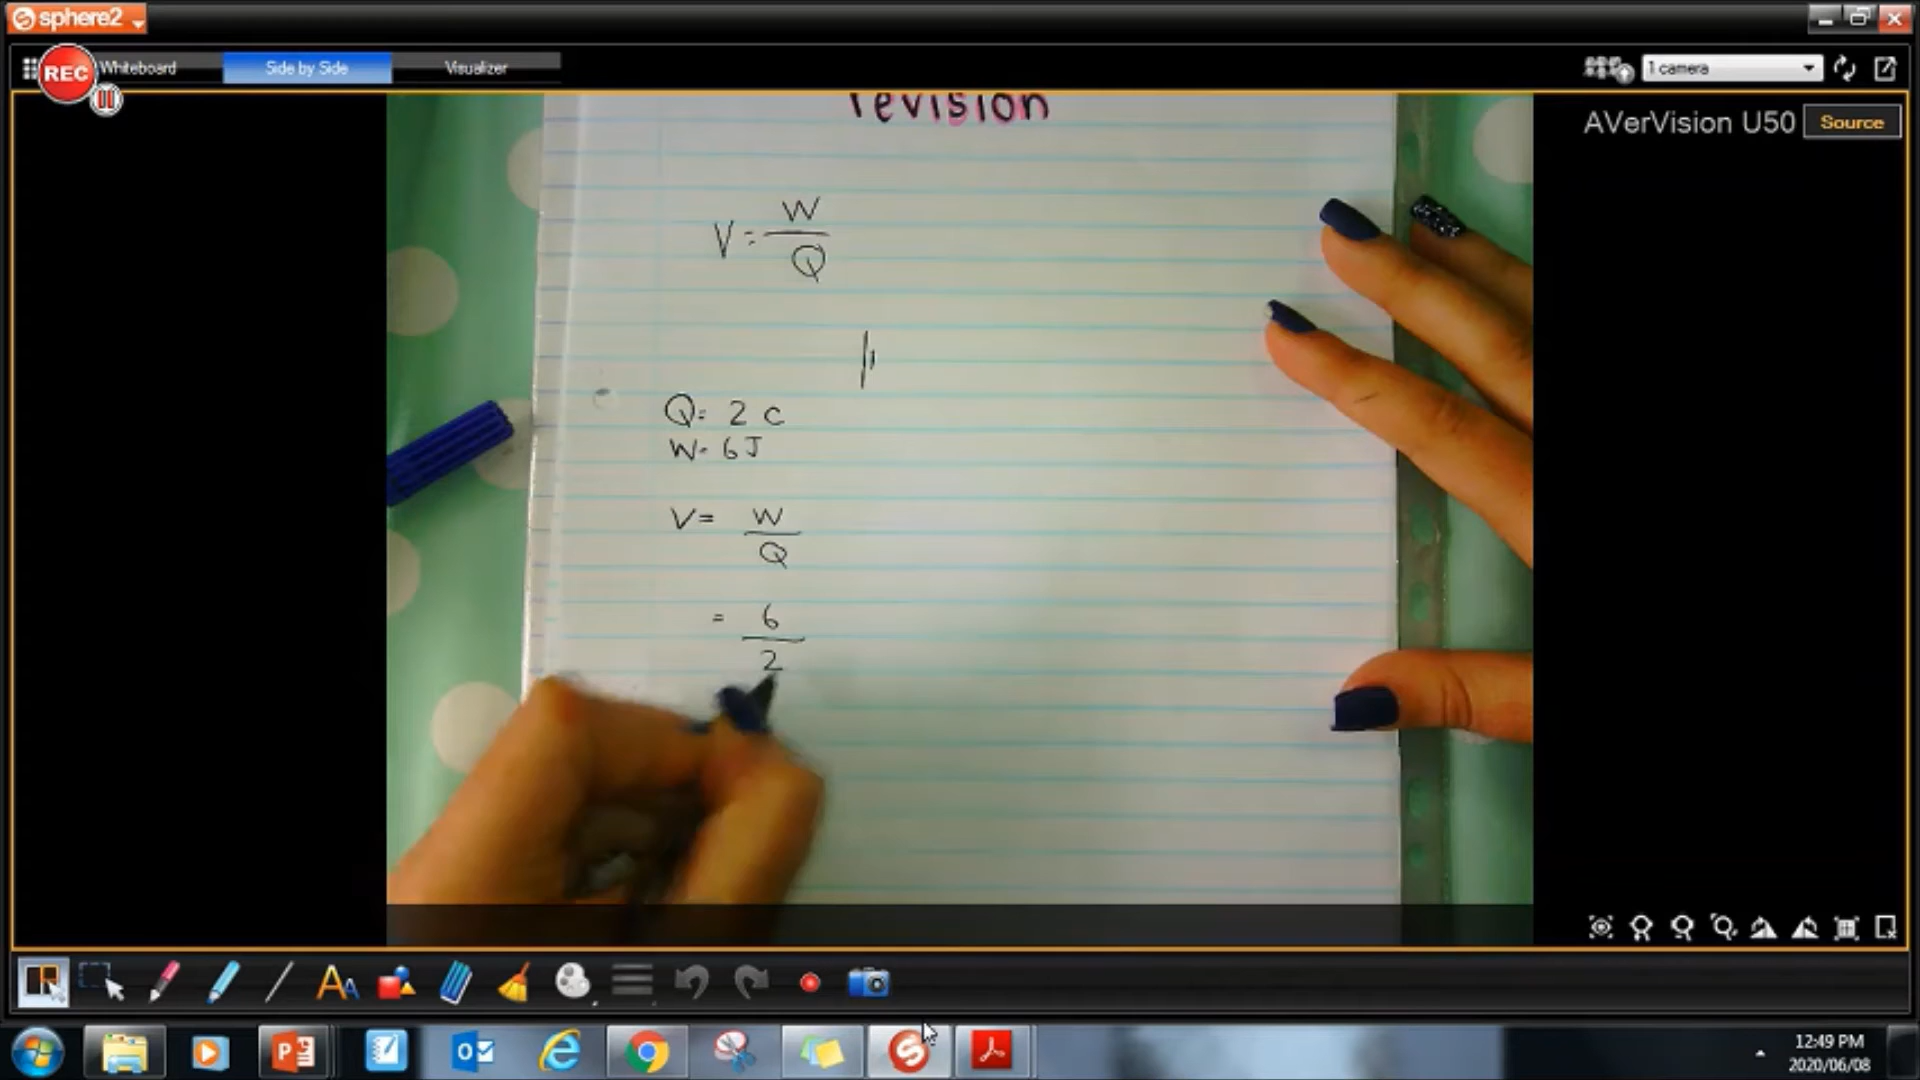 sphere2
REC
Whiteboard
Side by Side
Visualizer
1 camera
AVerVision U50
Source
revision
V = W / Q
Q = 2 C
W = 6 J
V = W / Q
= 6 / 2
12:49 PM
2020/06/08